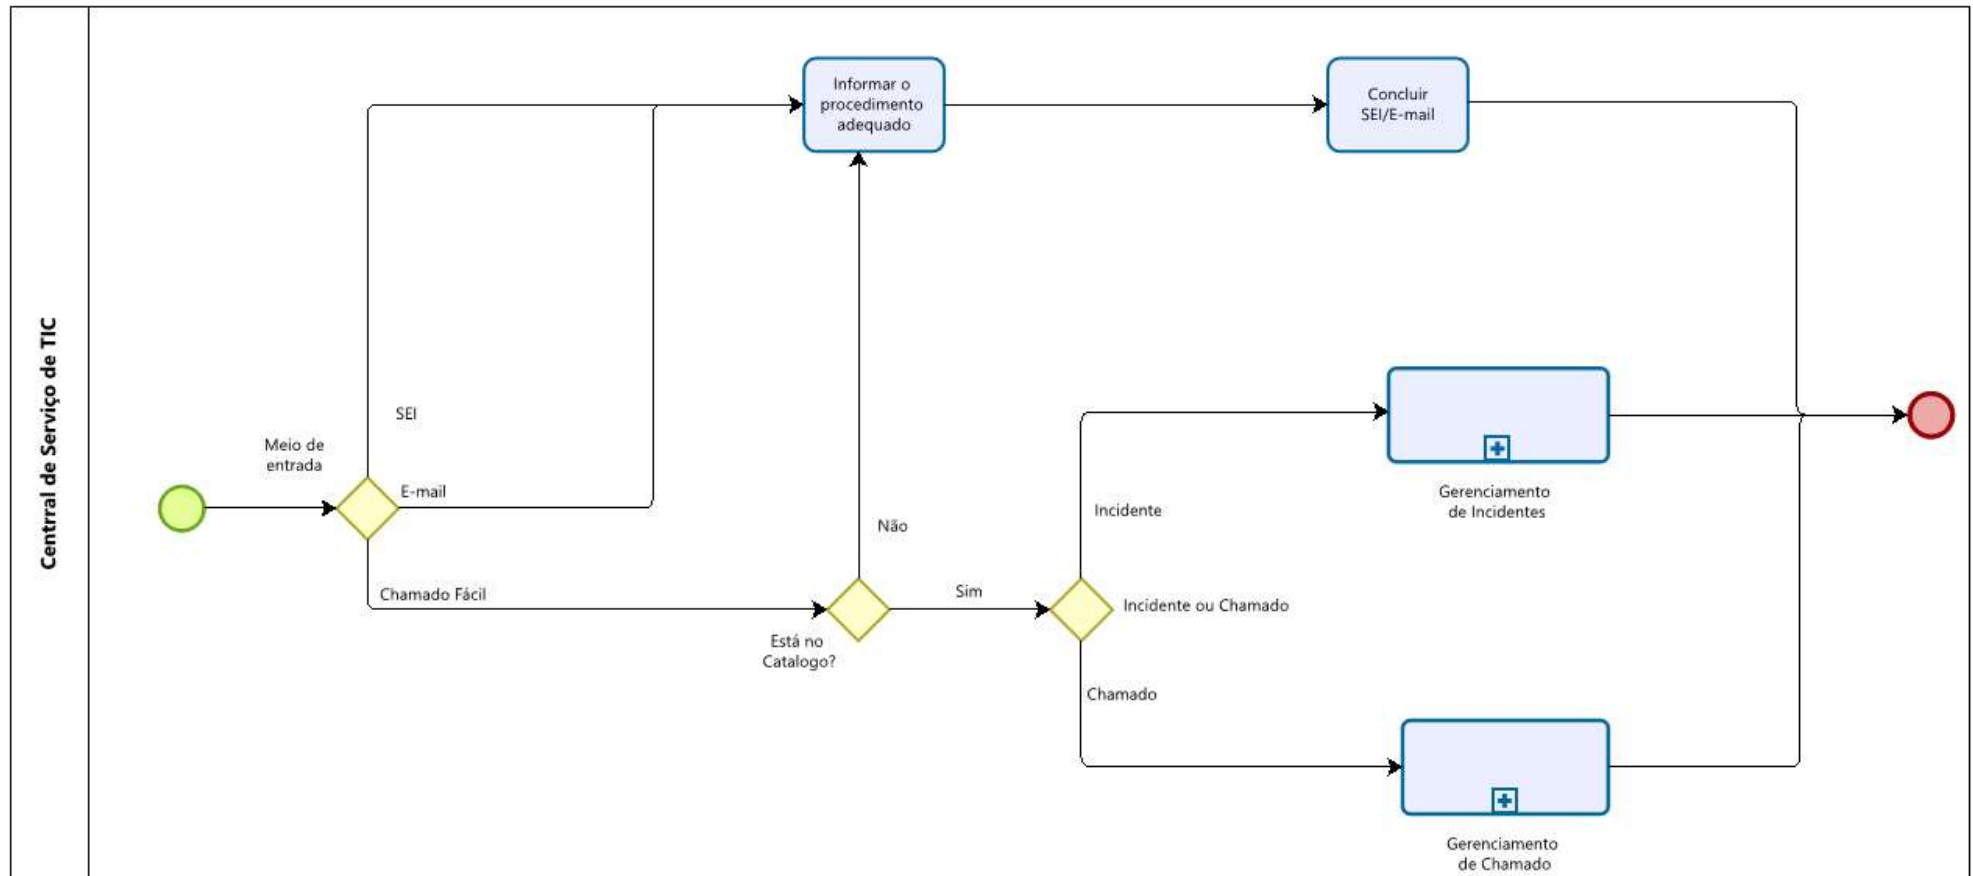 Centrral de Serviço de TIC
Informar o
procedimento
adequado
Concluir
SEI/E-mail
SEI
Meio de
entrada
E-mail
Chamado Fácil
Não
Está no
Catalogo?
Sim
Incidente
Incidente ou Chamado
Chamado
Gerenciamento
de Incidentes
Gerenciamento
de Chamado